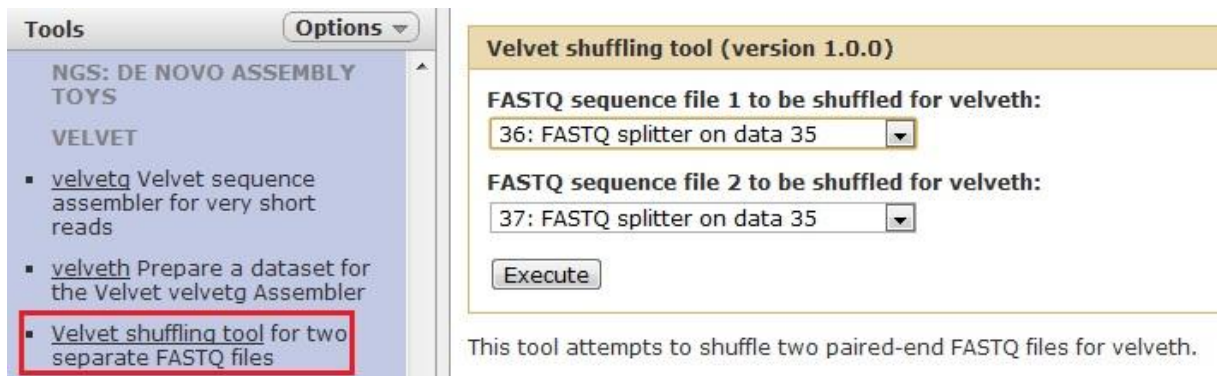 Tools
Options
NGS: DE NOVO ASSEMBLY
TOYS
VELVET
velvetg Velvet sequence
assembler for very short
reads
velveth Prepare a dataset for
the Velvet velvetg Assembler
Velvet shuffling tool for two
separate FASTQ files
Velvet shuffling tool (version 1.0.0)
FASTQ sequence file 1 to be shuffled for velveth:
36: FASTQ splitter on data 35
FASTQ sequence file 2 to be shuffled for velveth:
37: FASTQ splitter on data 35
Execute
This tool attempts to shuffle two paired-end FASTQ files for velveth.